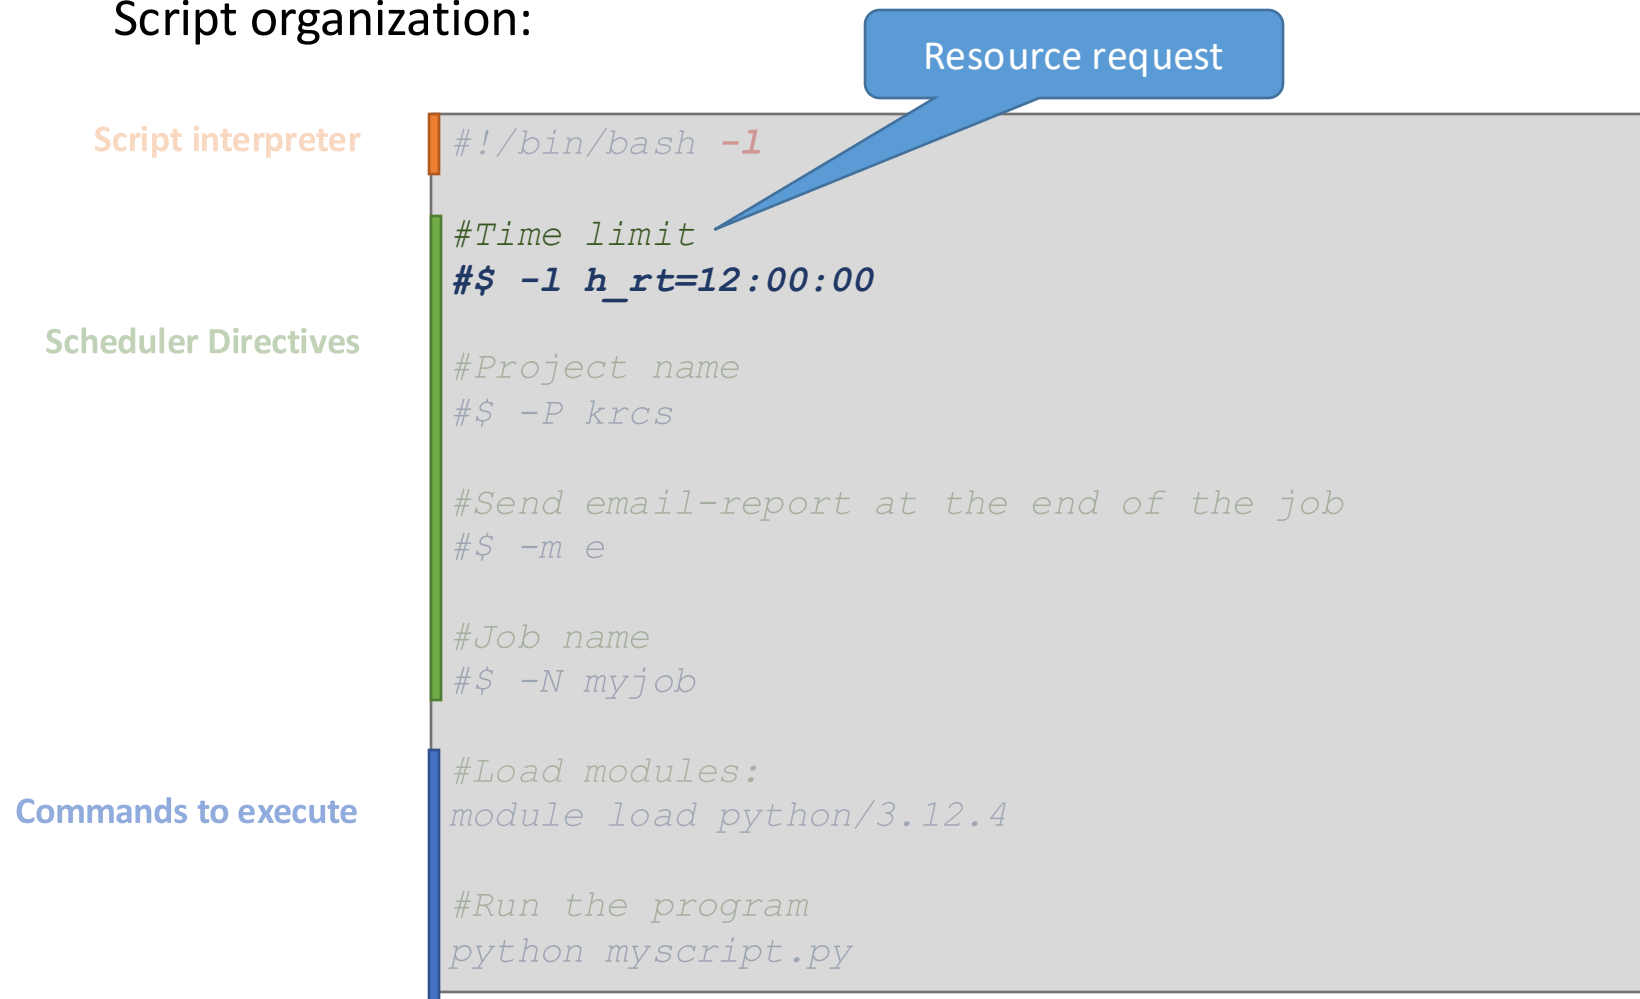 Script organization:
Resource request
Script interpreter
#!/bin/bash -l
#Time limit
#$ -l h_rt=12:00:00
Scheduler Directives
#Project name
#$ -P krcs
#Send email-report at the end of the job
#$ -m e
#Job name
#$ -N myjob
#Load modules:
Commands to execute
module load python/3.12.4
#Run the program
python myscript.py